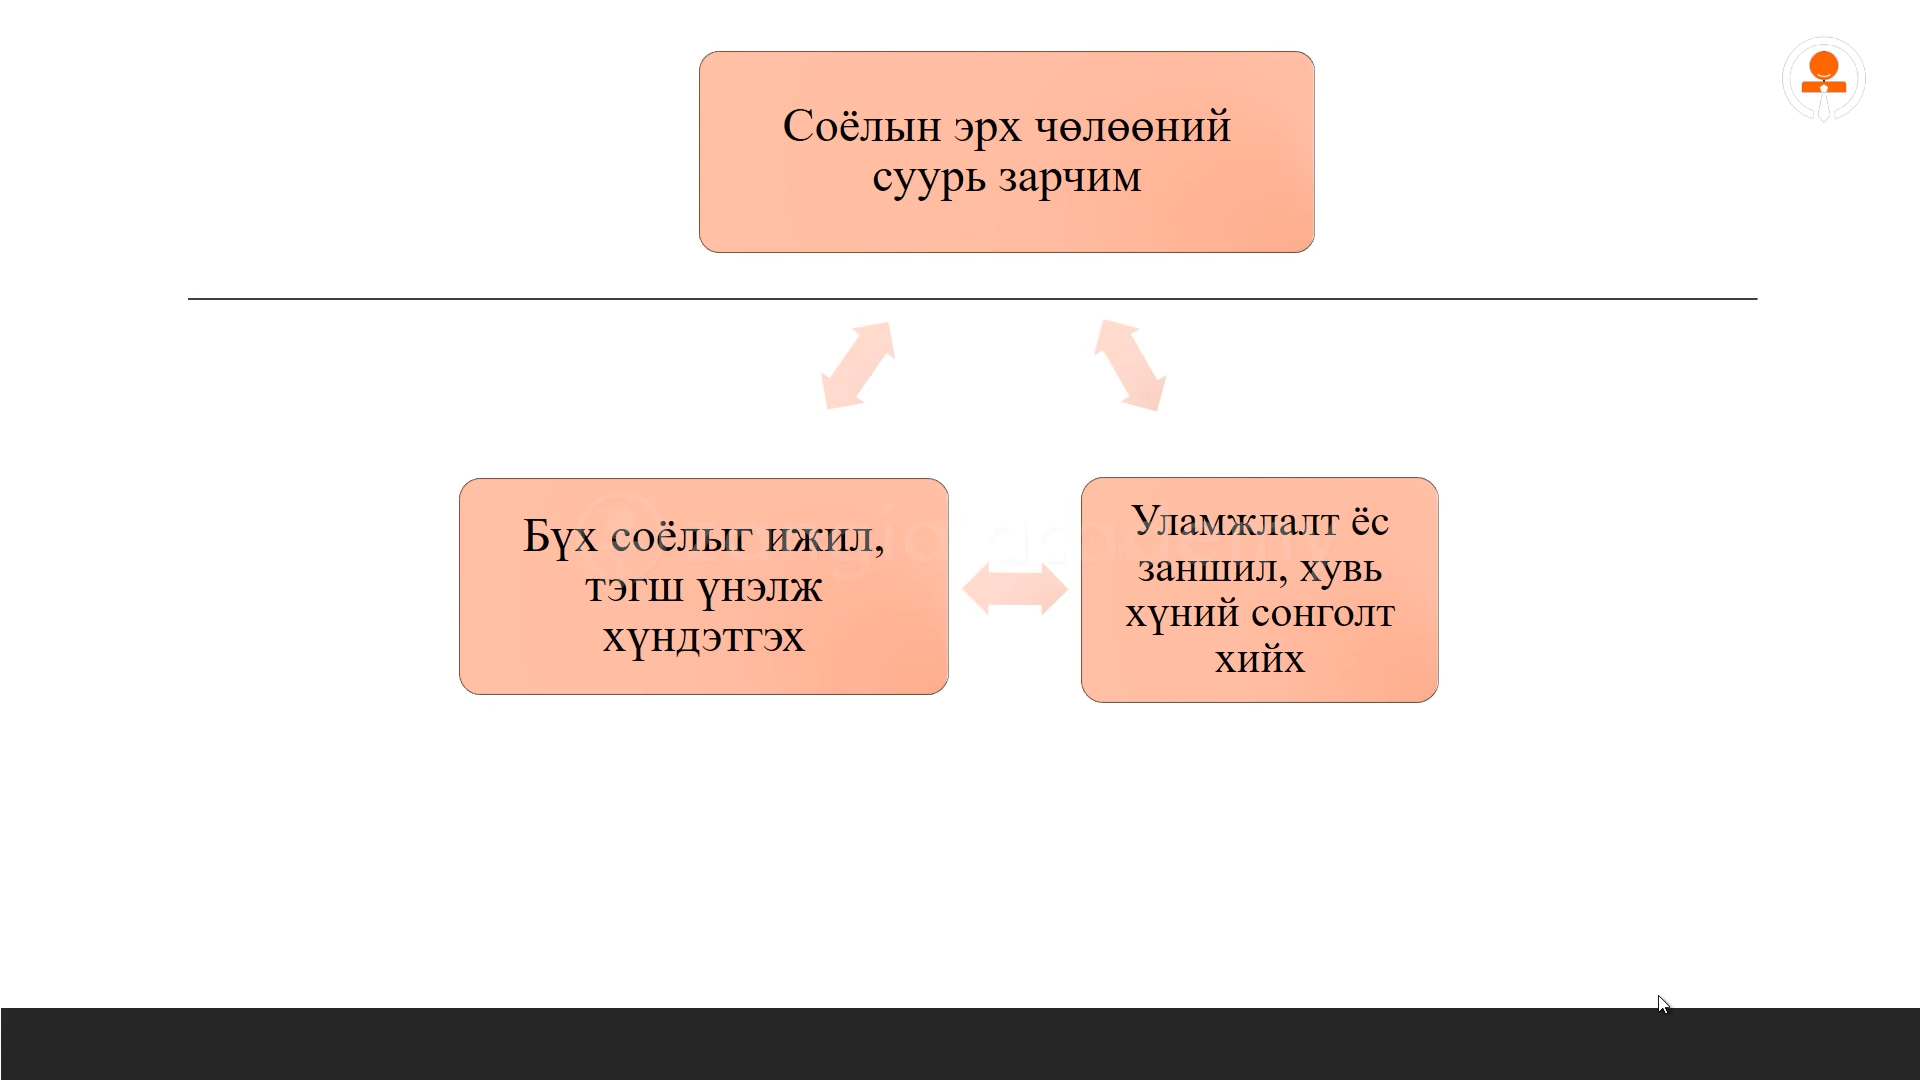 Соёлын эрх чөлөөний
суурь зарчим
Бүх соёлыг ижил,
тэгш үнэлж
хүндэтгэх
Уламжлалт ёс
заншил, хувь
хүний сонголт
хийх